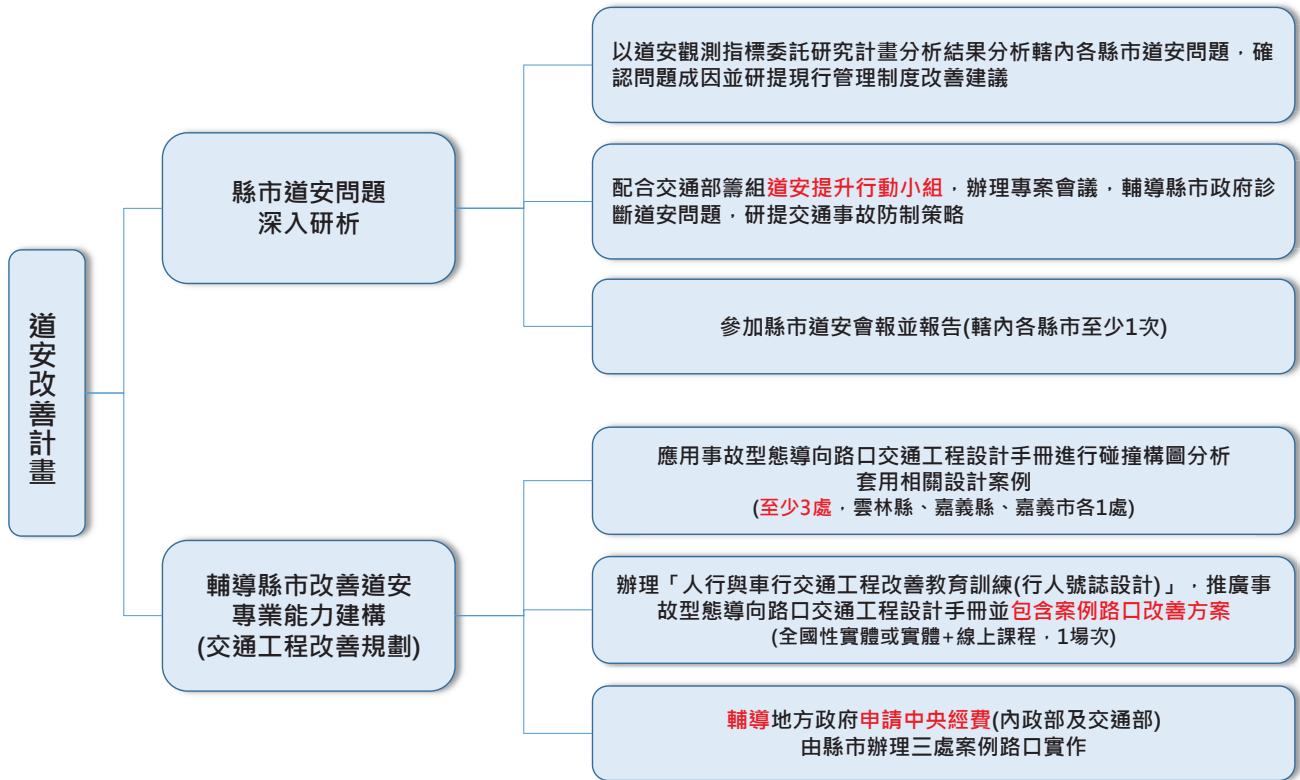 道安改善計畫
縣市道安問題
深入研析
以道安觀測指標委託研究計畫分析結果分析轄內各縣市道安問題，確
認問題成因並研提現行管理制度改善建議
配合交通部籌組道安提升行動小組，辦理專案會議，輔導縣市政府診
斷道安問題，研提交通事故防制策略
參加縣市道安會報並報告(轄內各縣市至少1次)
輔導縣市改善道安
專業能力建構
(交通工程改善規劃)
應用事故型態導向路口交通工程設計手冊進行碰撞構圖分析
套用相關設計案例
(至少3處，雲林縣、嘉義縣、嘉義市各1處)
辦理「人行與車行交通工程改善教育訓練(行人號誌設計)」，推廣事
故型態導向路口交通工程設計手冊並包含案例路口改善方案
(全國性實體或實體+線上課程，1場次)
輔導地方政府申請中央經費(內政部及交通部)
由縣市辦理三處案例路口實作